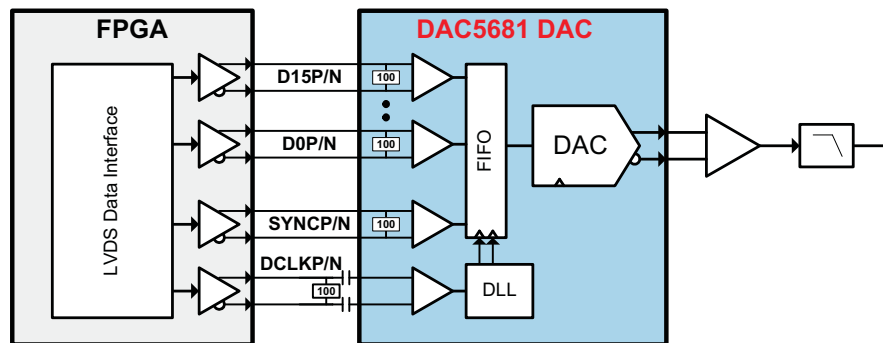 FPGA
DAC5681 DAC
LVDS Data Interface
D15P/N
100
D0P/N
100
SYNCP/N
100
DCLKP/N
100
FIFO
DAC
DLL